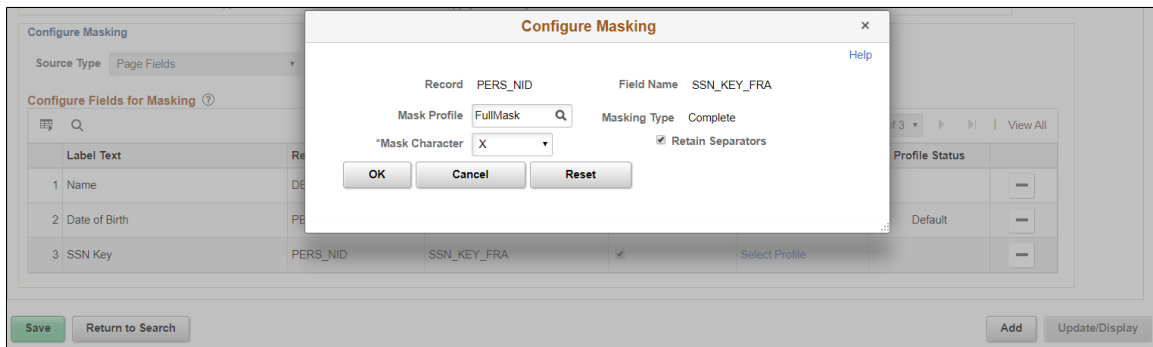 Configure Masking
×
Help
Configure Masking
Source Type Page Fields
Record PERS_NID Field Name SSN_KEY_FRA
Mask Profile FullMask Masking Type Complete
*Mask Character X Retain Separators
OK Cancel Reset
Configure Fields for Masking ?
of 3 | View All
Label Text Re Profile Status
1 Name DE
2 Date of Birth PE Default
3 SSN Key PERS_NID SSN_KEY_FRA Select Profile
Save Return to Search Add Update/Display